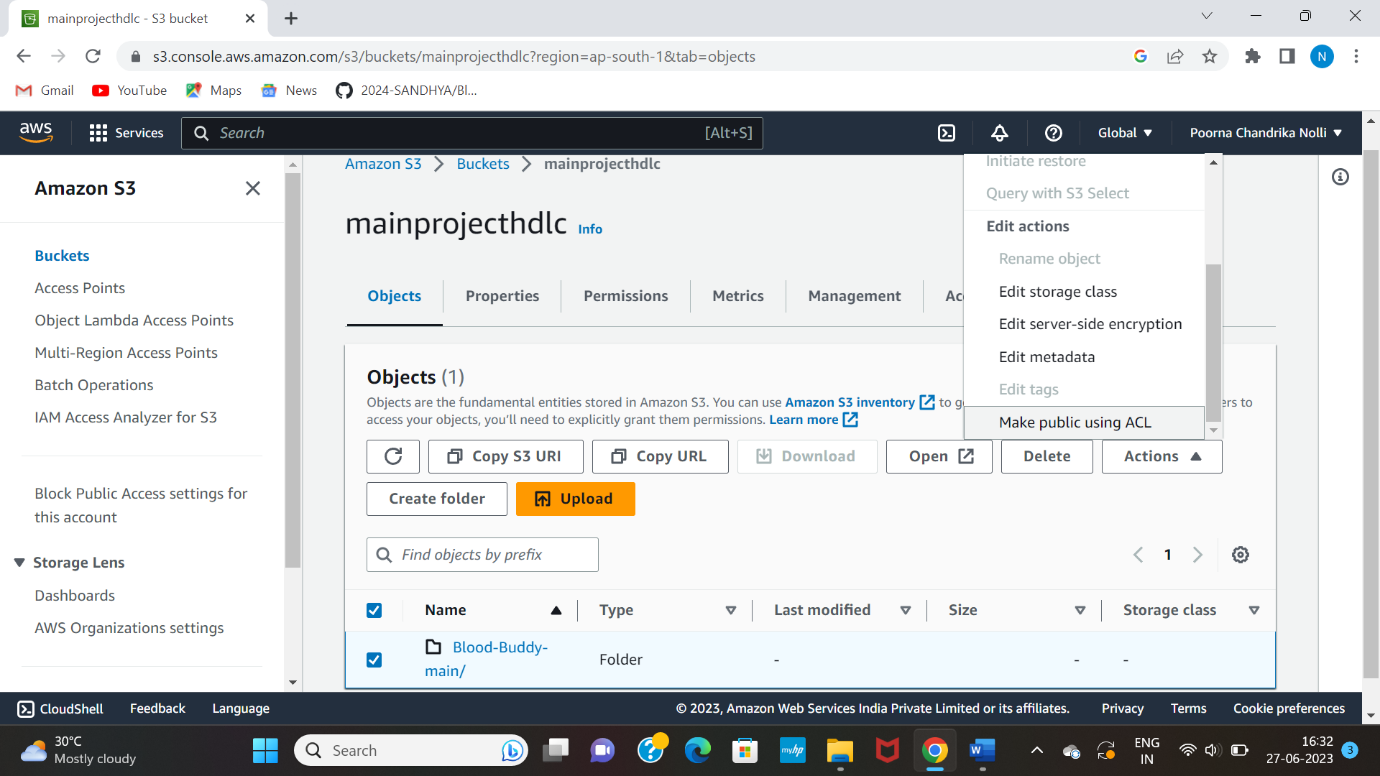 mainprojecthdlc - S3 bucket
s3.console.aws.amazon.com/s3/buckets/mainprojecthdlc?region=ap-south-1&tab=objects
N
Gmail YouTube Maps News 2024-SANDHYA/Bl...
aws Services Search [Alt+S] Global Poorna Chandrika Nolli
Amazon S3
Buckets
Access Points
Object Lambda Access Points
Multi-Region Access Points
Batch Operations
IAM Access Analyzer for S3
Block Public Access settings for
this account
Storage Lens
Dashboards
AWS Organizations settings
Amazon S3 > Buckets > mainprojecthdlc
mainprojecthdlc Info
Objects Properties Permissions Metrics Management Ac
Initiate restore
Query with S3 Select
Edit actions
Rename object
Edit storage class
Edit server-side encryption
Edit metadata
Edit tags
Make public using ACL
Objects (1)
Objects are the fundamental entities stored in Amazon S3. You can use Amazon S3 inventory to g ers to
access your objects, you'll need to explicitly grant them permissions. Learn more
Copy S3 URI Copy URL Download Open Delete Actions
Create folder Upload
Find objects by prefix 1
Name Type Last modified Size Storage class
Blood-Buddy-
main/ Folder - - -
CloudShell Feedback Language © 2023, Amazon Web Services India Private Limited or its affiliates. Privacy Terms Cookie preferences
30°C
Mostly cloudy
Search
myhp
W
ENG
IN
16:32
27-06-2023
3